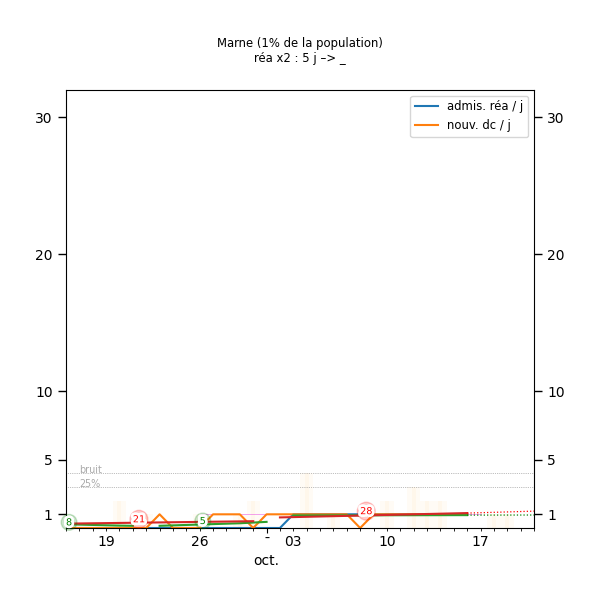 Marne (1% de la population)
réa x2 : 5 j –> _
admis. réa / j
nouv. dc / j
30 30
20 20
10 10
5 5
bruit
25%
1 1
8 21 5 28
19 26 - 03 10 17
oct.